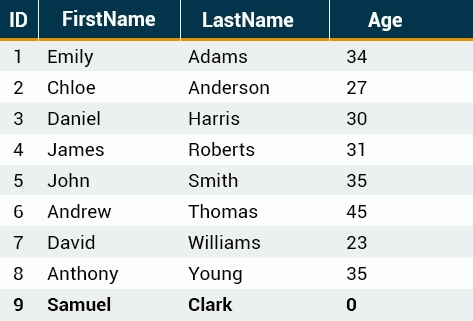 ID FirstName LastName Age
1 Emily Adams 34
2 Chloe Anderson 27
3 Daniel Harris 30
4 James Roberts 31
5 John Smith 35
6 Andrew Thomas 45
7 David Williams 23
8 Anthony Young 35
9 Samuel Clark 0